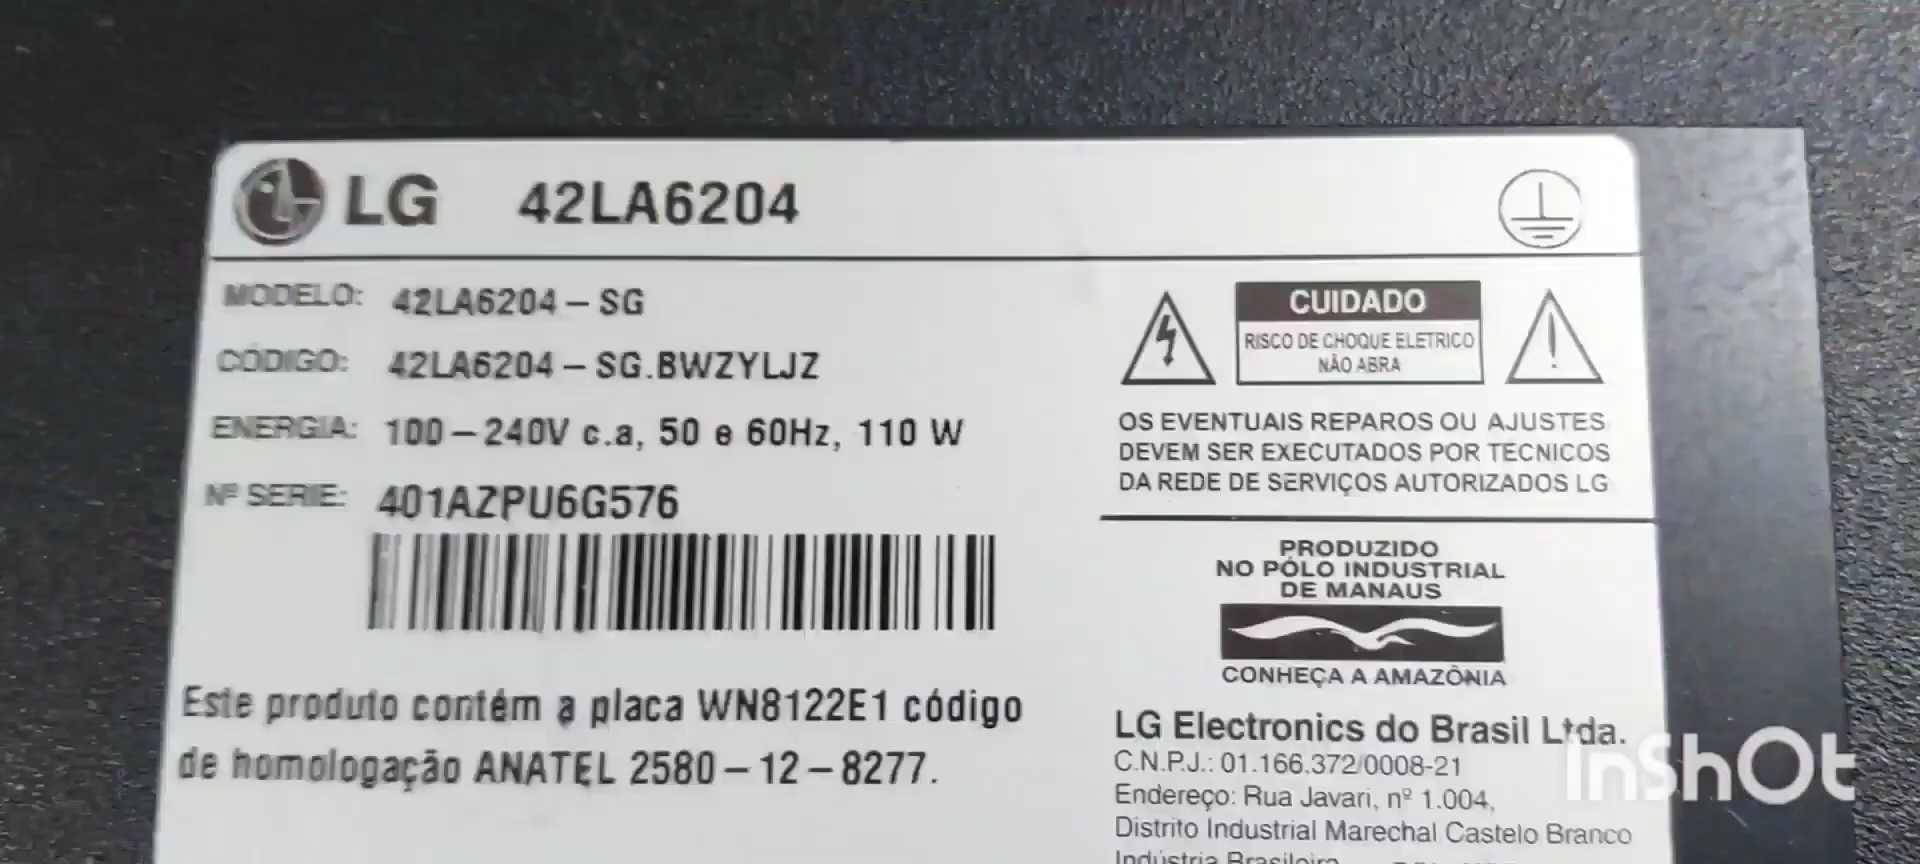 LG 42LA6204
MODELO: 42LA6204-SG
CÓDIGO: 42LA6204-SG.BWZYLJZ
ENERGIA: 100-240V c.a, 50 e 60Hz, 110 W
Nº SERIE: 401AZPU6G576
Este produto contém a placa WN8122E1 código
de homologação ANATEL 2580-12-8277.
CUIDADO
RISCO DE CHOQUE ELETRICO
NÃO ABRA
OS EVENTUAIS REPAROS OU AJUSTES
DEVEM SER EXECUTADOS POR TECNICOS
DA REDE DE SERVIÇOS AUTORIZADOS LG
PRODUZIDO
NO PÓLO INDUSTRIAL
DE MANAUS
CONHEÇA A AMAZÔNIA
LG Electronics do Brasil Ltda.
C.N.P.J.: 01.166.372/0008-21
Endereço: Rua Javari, nº 1.004,
Distrito Industrial Marechal Castelo Branco
Indústria Brasileira
InShOt